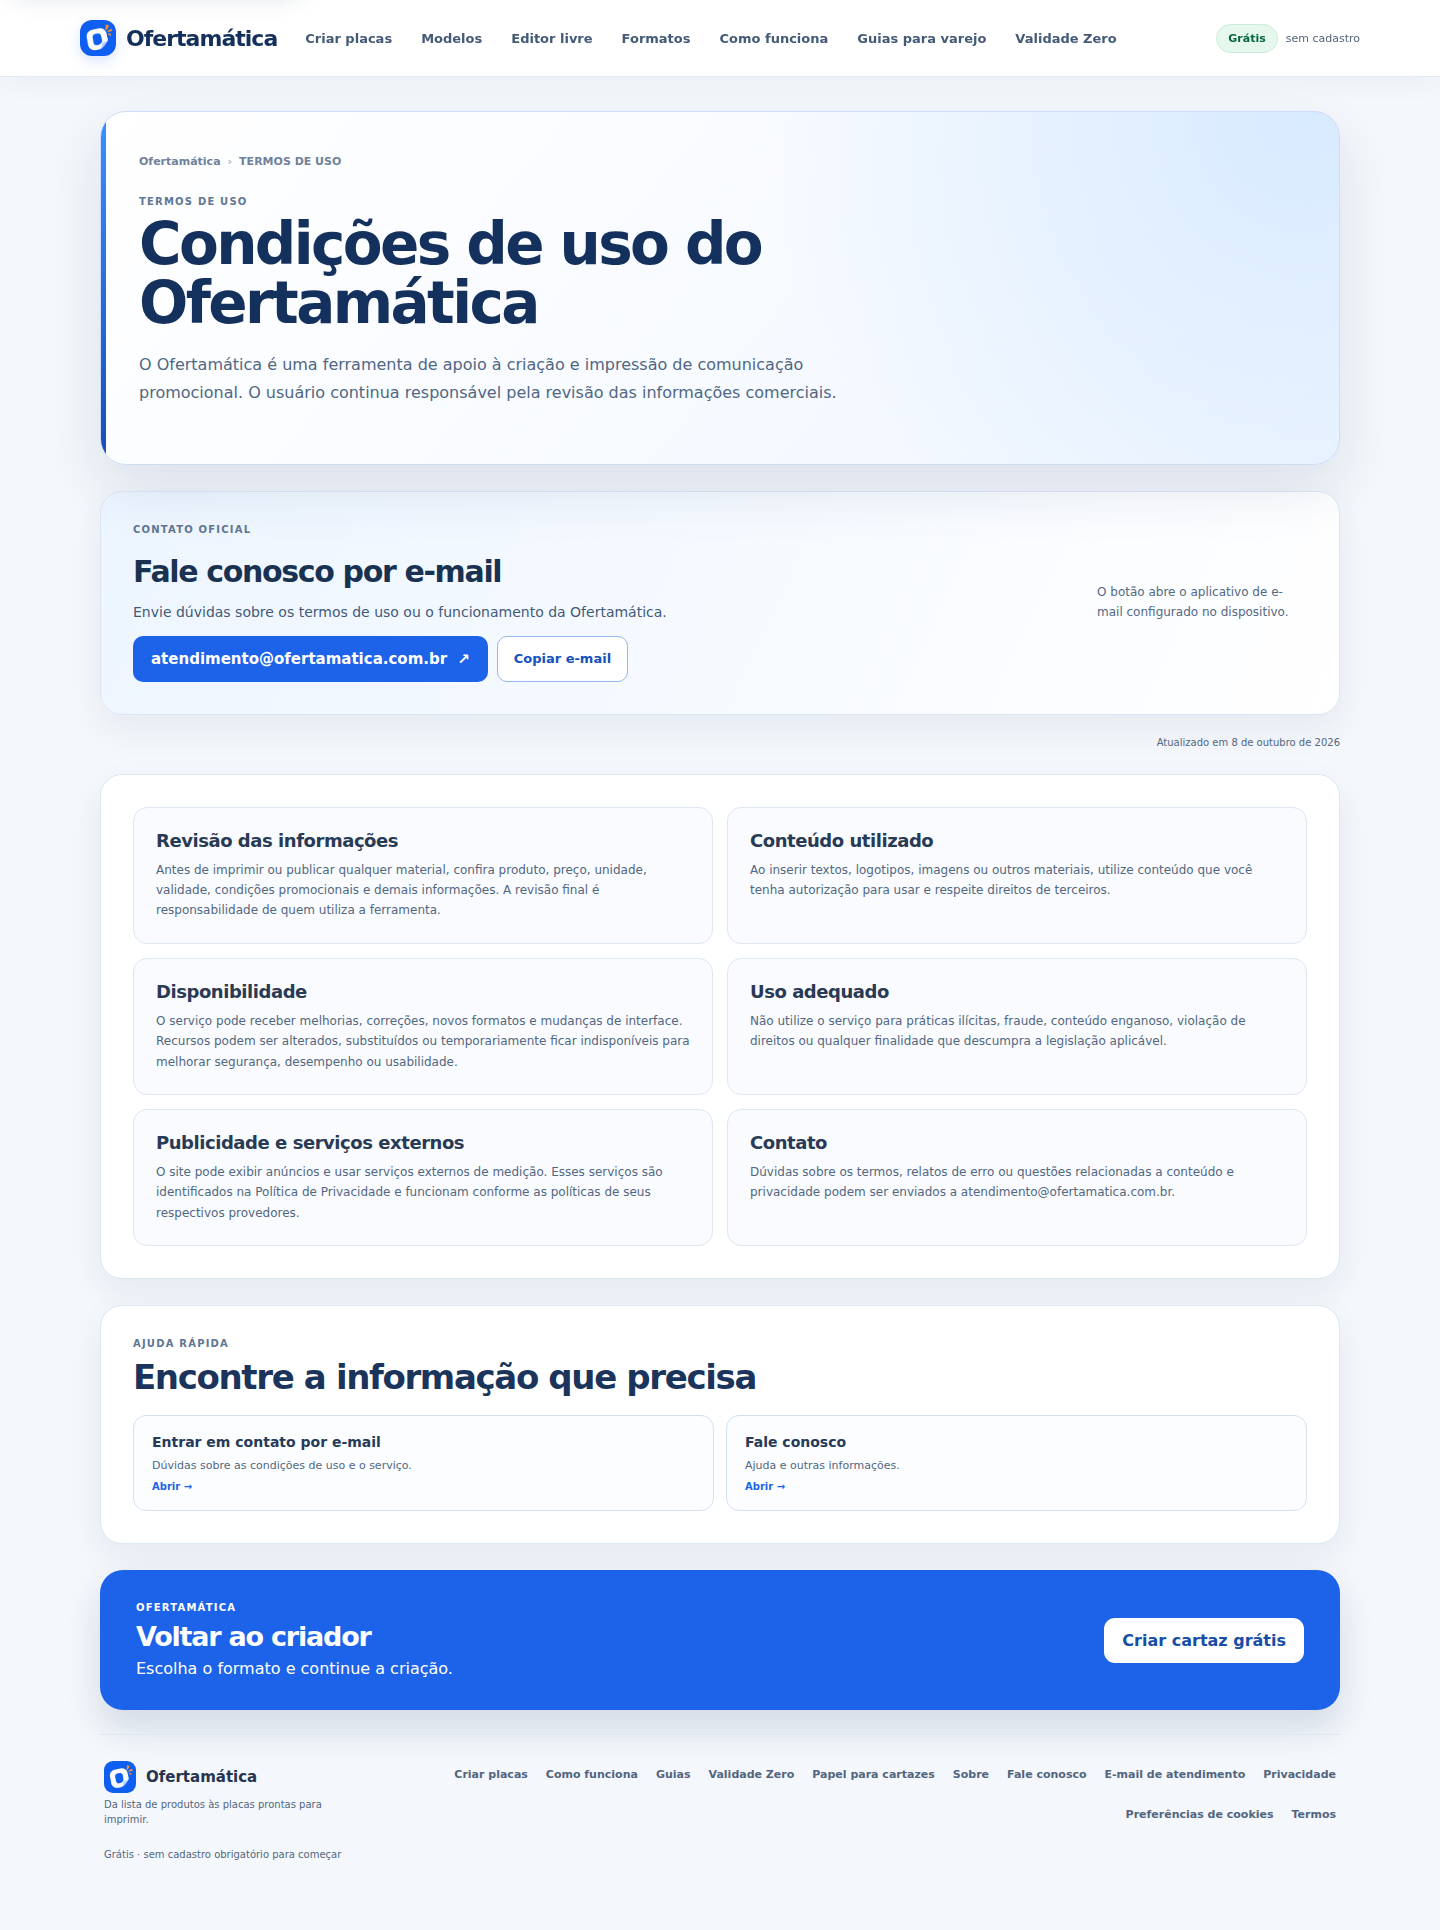 Ofertamática
Criar placas
Modelos
Editor livre
Formatos
Como funciona
Guias para varejo
Validade Zero
Grátis
sem cadastro
Ofertamática › TERMOS DE USO
TERMOS DE USO
Condições de uso do
Ofertamática
O Ofertamática é uma ferramenta de apoio à criação e impressão de comunicação
promocional. O usuário continua responsável pela revisão das informações comerciais.
CONTATO OFICIAL
Fale conosco por e-mail
Envie dúvidas sobre os termos de uso ou o funcionamento da Ofertamática.
atendimento@ofertamatica.com.br ↗
Copiar e-mail
O botão abre o aplicativo de e-
mail configurado no dispositivo.
Atualizado em 8 de outubro de 2026
Revisão das informações
Antes de imprimir ou publicar qualquer material, confira produto, preço, unidade,
validade, condições promocionais e demais informações. A revisão final é
responsabilidade de quem utiliza a ferramenta.
Conteúdo utilizado
Ao inserir textos, logotipos, imagens ou outros materiais, utilize conteúdo que você
tenha autorização para usar e respeite direitos de terceiros.
Disponibilidade
O serviço pode receber melhorias, correções, novos formatos e mudanças de interface.
Recursos podem ser alterados, substituídos ou temporariamente ficar indisponíveis para
melhorar segurança, desempenho ou usabilidade.
Uso adequado
Não utilize o serviço para práticas ilícitas, fraude, conteúdo enganoso, violação de
direitos ou qualquer finalidade que descumpra a legislação aplicável.
Publicidade e serviços externos
O site pode exibir anúncios e usar serviços externos de medição. Esses serviços são
identificados na Política de Privacidade e funcionam conforme as políticas de seus
respectivos provedores.
Contato
Dúvidas sobre os termos, relatos de erro ou questões relacionadas a conteúdo e
privacidade podem ser enviados a atendimento@ofertamatica.com.br.
AJUDA RÁPIDA
Encontre a informação que precisa
Entrar em contato por e-mail
Dúvidas sobre as condições de uso e o serviço.
Abrir →
Fale conosco
Ajuda e outras informações.
Abrir →
OFERTAMÁTICA
Voltar ao criador
Escolha o formato e continue a criação.
Criar cartaz grátis
Ofertamática
Da lista de produtos às placas prontas para
imprimir.
Grátis · sem cadastro obrigatório para começar
Criar placas
Como funciona
Guias
Validade Zero
Papel para cartazes
Sobre
Fale conosco
E-mail de atendimento
Privacidade
Preferências de cookies
Termos